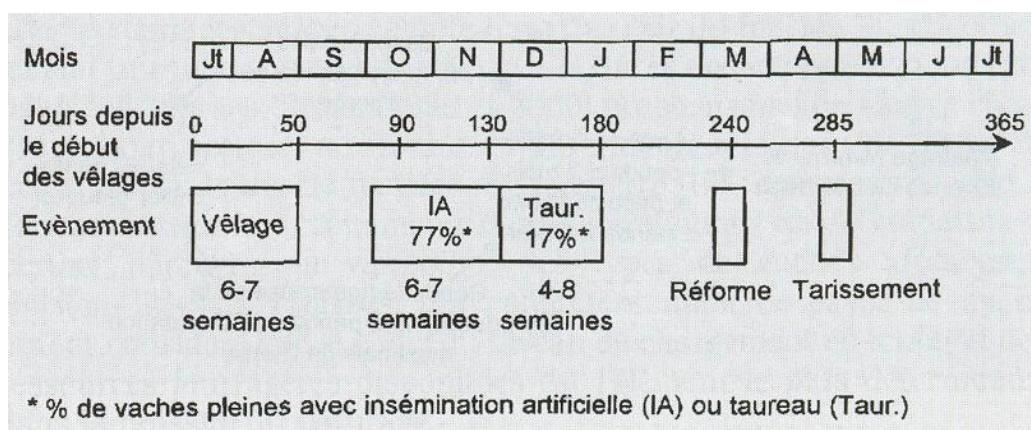 Mois Jt A S O N D J F M A M J Jt
Jours depuis
le début
des vêlages
0 50 90 130 180 240 285 365
Evènement
Vêlage
IA
77%*
Taur.
17%*
6-7
semaines
6-7
semaines
4-8
semaines
Réforme
Tarissement
* % de vaches pleines avec insémination artificielle (IA) ou taureau (Taur.)